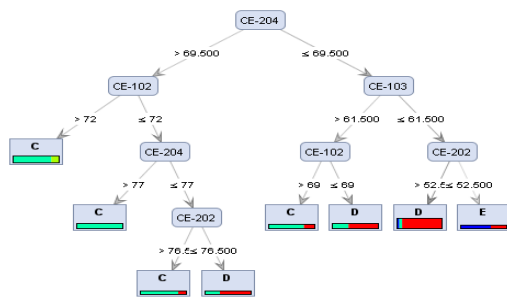 CE-204
> 69.500 ≤ 69.500
CE-102 CE-103
> 72 ≤ 72 > 61.500 ≤ 61.500
C CE-204 CE-102 CE-202
> 77 ≤ 77 > 69 ≤ 69 > 52.5 ≤ 52.500
C CE-202 C D D E
> 76.5 ≤ 76.500
C D